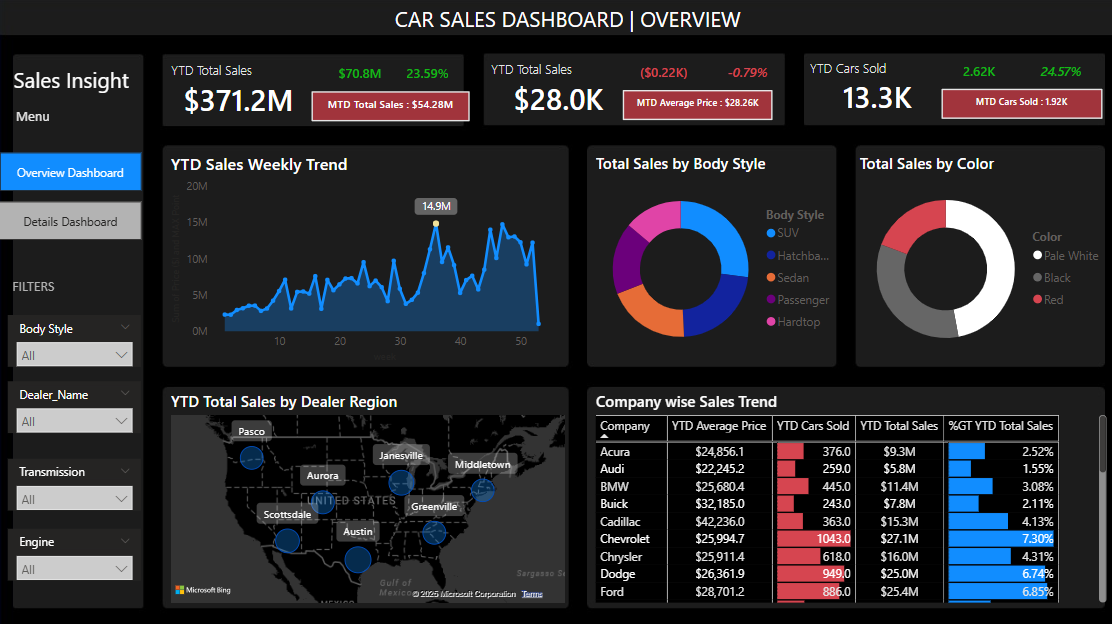 CAR SALES DASHBOARD | OVERVIEW
Sales Insight
Menu
Overview Dashboard
Details Dashboard
FILTERS
Body Style
All
Dealer_Name
All
Transmission
All
Engine
All
YTD Total Sales
$70.8M 23.59%
$371.2M
MTD Total Sales : $54.28M
YTD Total Sales
($0.22K) -0.79%
$28.0K
MTD Average Price : $28.26K
YTD Cars Sold
2.62K 24.57%
13.3K
MTD Cars Sold : 1.92K
YTD Sales Weekly Trend
20M
15M
10M
5M
0M
14.9M
10 20 30 40 50
Total Sales by Body Style
Body Style
SUV
Hatchba...
Sedan
Passenger
Hardtop
Total Sales by Color
Color
Pale White
Black
Red
YTD Total Sales by Dealer Region
Pasco
Janesville
Middletown
Aurora
UNITED STATES
Scottsdale
Greenville
Austin
Gulf of
Mexico
Sargasso S
MEXICO
Microsoft Bing
© 2025 Microsoft Corporation Terms
Company wise Sales Trend
Company YTD Average Price YTD Cars Sold YTD Total Sales %GT YTD Total Sales
Acura $24,856.1 376.0 $9.3M 2.52%
Audi $22,245.2 259.0 $5.8M 1.55%
BMW $25,680.4 445.0 $11.4M 3.08%
Buick $32,185.0 243.0 $7.8M 2.11%
Cadillac $42,236.0 363.0 $15.3M 4.13%
Chevrolet $25,994.7 1043.0 $27.1M 7.30%
Chrysler $25,911.4 618.0 $16.0M 4.31%
Dodge $26,361.9 949.0 $25.0M 6.74%
Ford $28,701.2 886.0 $25.4M 6.85%